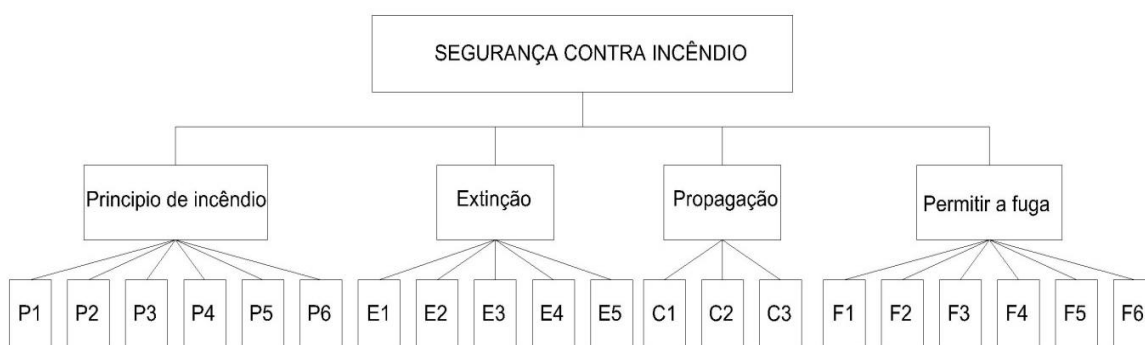 SEGURANÇA CONTRA INCÊNDIO
Principio de incêndio
Extinção
Propagação
Permitir a fuga
P1 P2 P3 P4 P5 P6 E1 E2 E3 E4 E5 C1 C2 C3 F1 F2 F3 F4 F5 F6